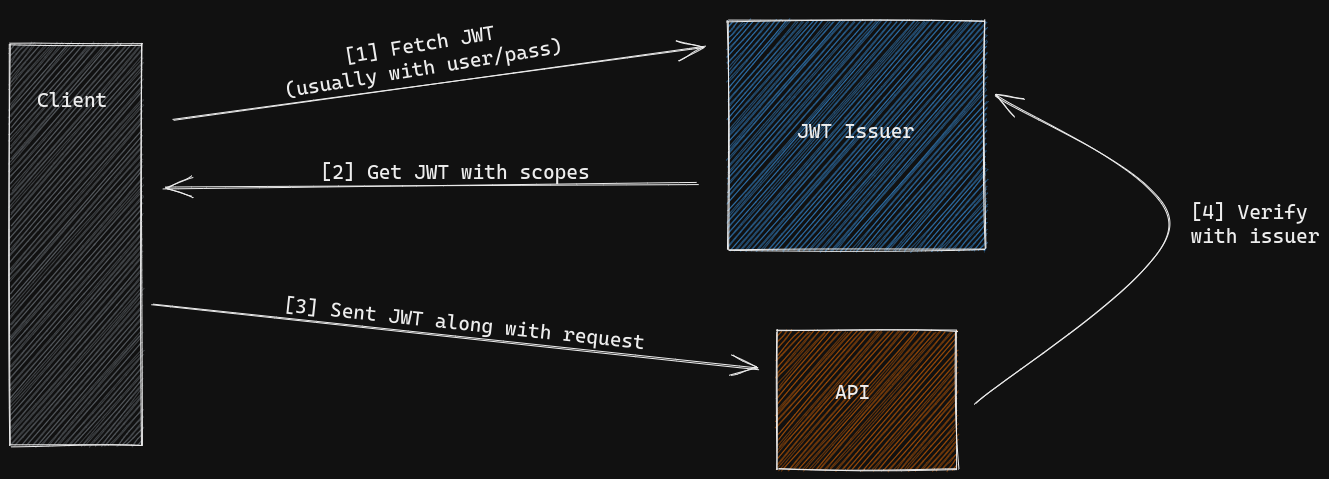 Client
[1] Fetch JWT
(usually with user/pass)
JWT Issuer
[2] Get JWT with scopes
[4] Verify
with issuer
[3] Sent JWT along with request
API